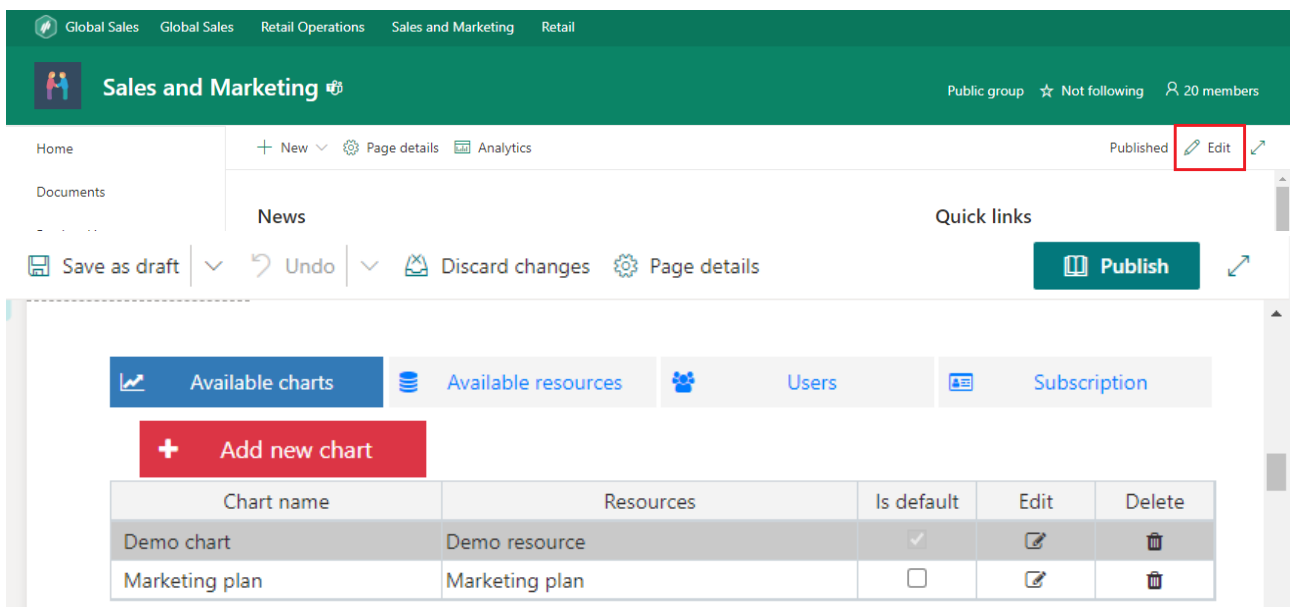 Global Sales Global Sales Retail Operations Sales and Marketing Retail
Sales and Marketing
Public group Not following 20 members
Home New Page details Analytics Published Edit
Documents
News Quick links
Save as draft Undo Discard changes Page details Publish
Available charts Available resources Users Subscription
Add new chart
Chart name Resources Is default Edit Delete
Demo chart Demo resource
Marketing plan Marketing plan